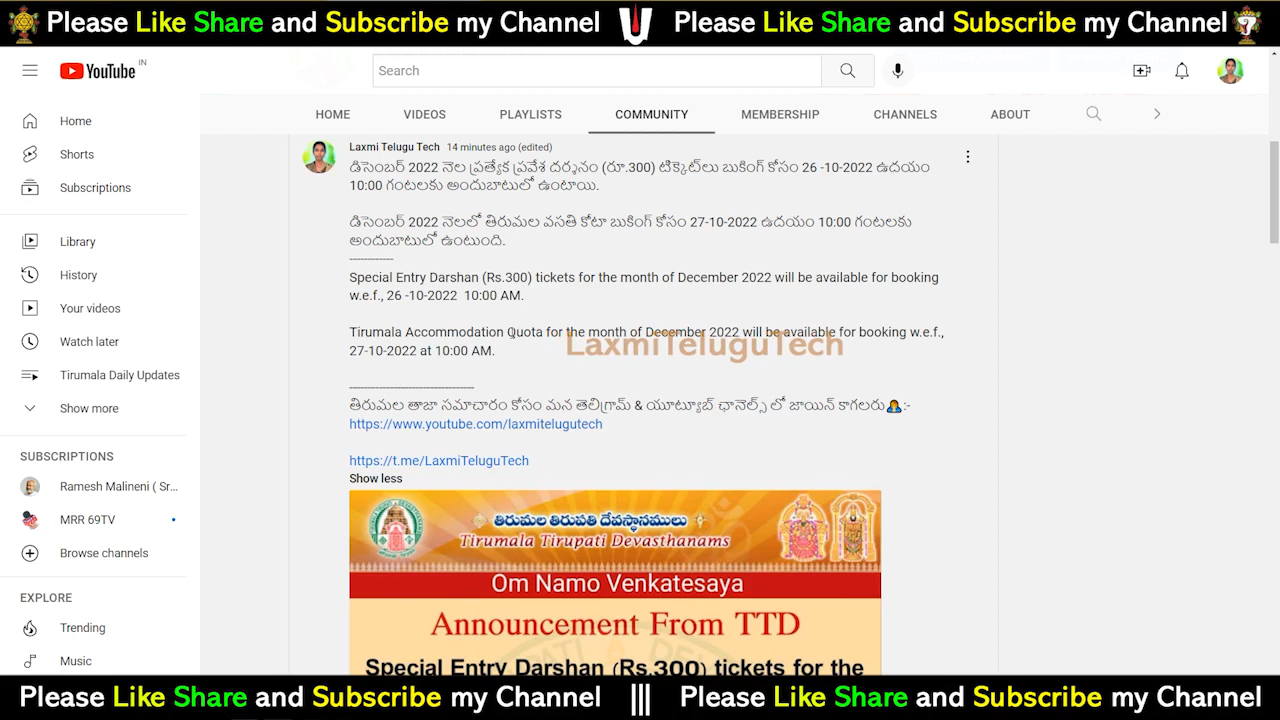 Please Like Share and Subscribe my Channel Please Like Share and Subscribe my Channel
YouTube IN
Search
HOME VIDEOS PLAYLISTS COMMUNITY MEMBERSHIP CHANNELS ABOUT
Home
Shorts
Subscriptions
Library
History
Your videos
Watch later
Tirumala Daily Updates
Show more
SUBSCRIPTIONS
Ramesh Malineni ( Sr...
MRR 69TV
Browse channels
EXPLORE
Trending
Music
Laxmi Telugu Tech 14 minutes ago (edited)
డిసెంబర్ 2022 నెల ప్రత్యేక ప్రవేశ దర్శనం (రూ.300) టిక్కెట్‌లు బుకింగ్ కోసం 26 -10-2022 ఉదయం
10:00 గంటలకు అందుబాటులో ఉంటాయి.
డిసెంబర్ 2022 నెలలో తిరుమల వసతి కోటా బుకింగ్ కోసం 27-10-2022 ఉదయం 10:00 గంటలకు
అందుబాటులో ఉంటుంది.
------------
Special Entry Darshan (Rs.300) tickets for the month of December 2022 will be available for booking
w.e.f., 26 -10-2022 10:00 AM.
Tirumala Accommodation Quota for the month of December 2022 will be available for booking w.e.f.,
27-10-2022 at 10:00 AM.
LaxmiTeluguTech
----------------------------------
తిరుమల తాజా సమాచారం కోసం మన తెలిగ్రామ్ & యూట్యూబ్ ఛానెల్స్ లో జాయిన్ కాగలరు🙏:-
https://www.youtube.com/laxmitelugutech
https://t.me/LaxmiTeluguTech
Show less
తిరుమల తిరుపతి దేవస్థానములు
Tirumala Tirupati Devasthanams
Om Namo Venkatesaya
Announcement From TTD
Special Entry Darshan (Rs.300) tickets for the
Please Like Share and Subscribe my Channel ||| Please Like Share and Subscribe my Channel